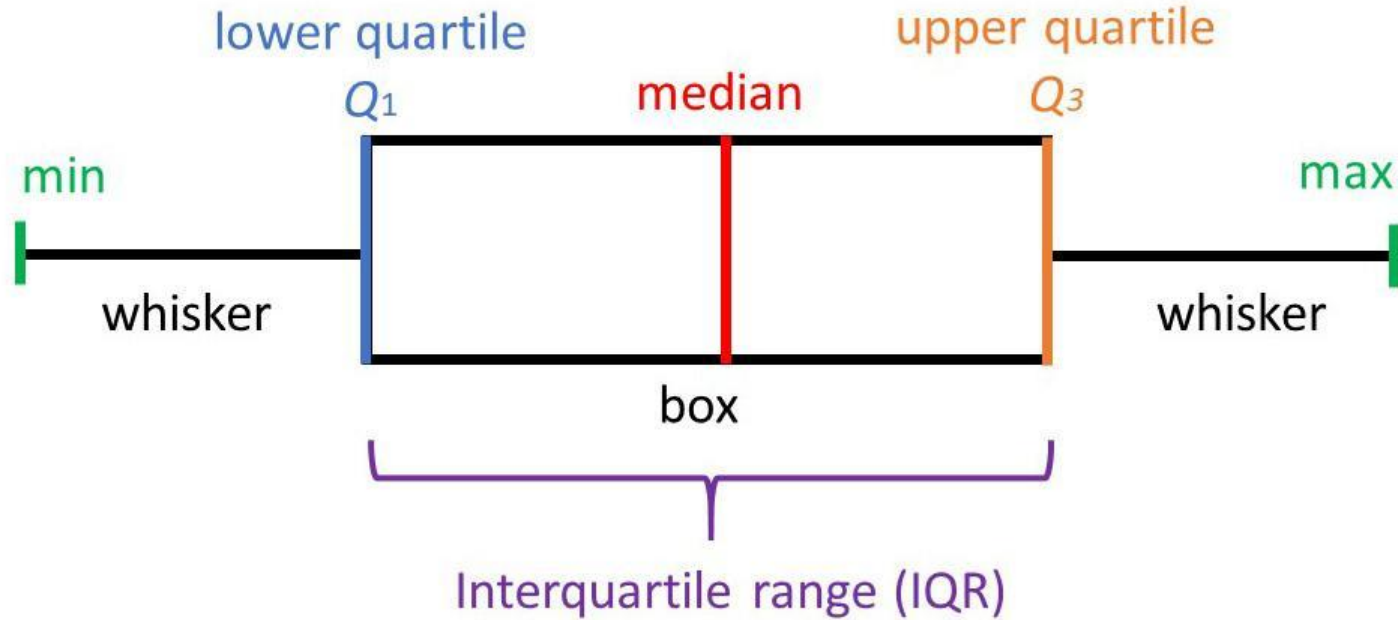 lower quartile
Q1
median
upper quartile
Q3
min
max
whisker
whisker
box
Interquartile range (IQR)